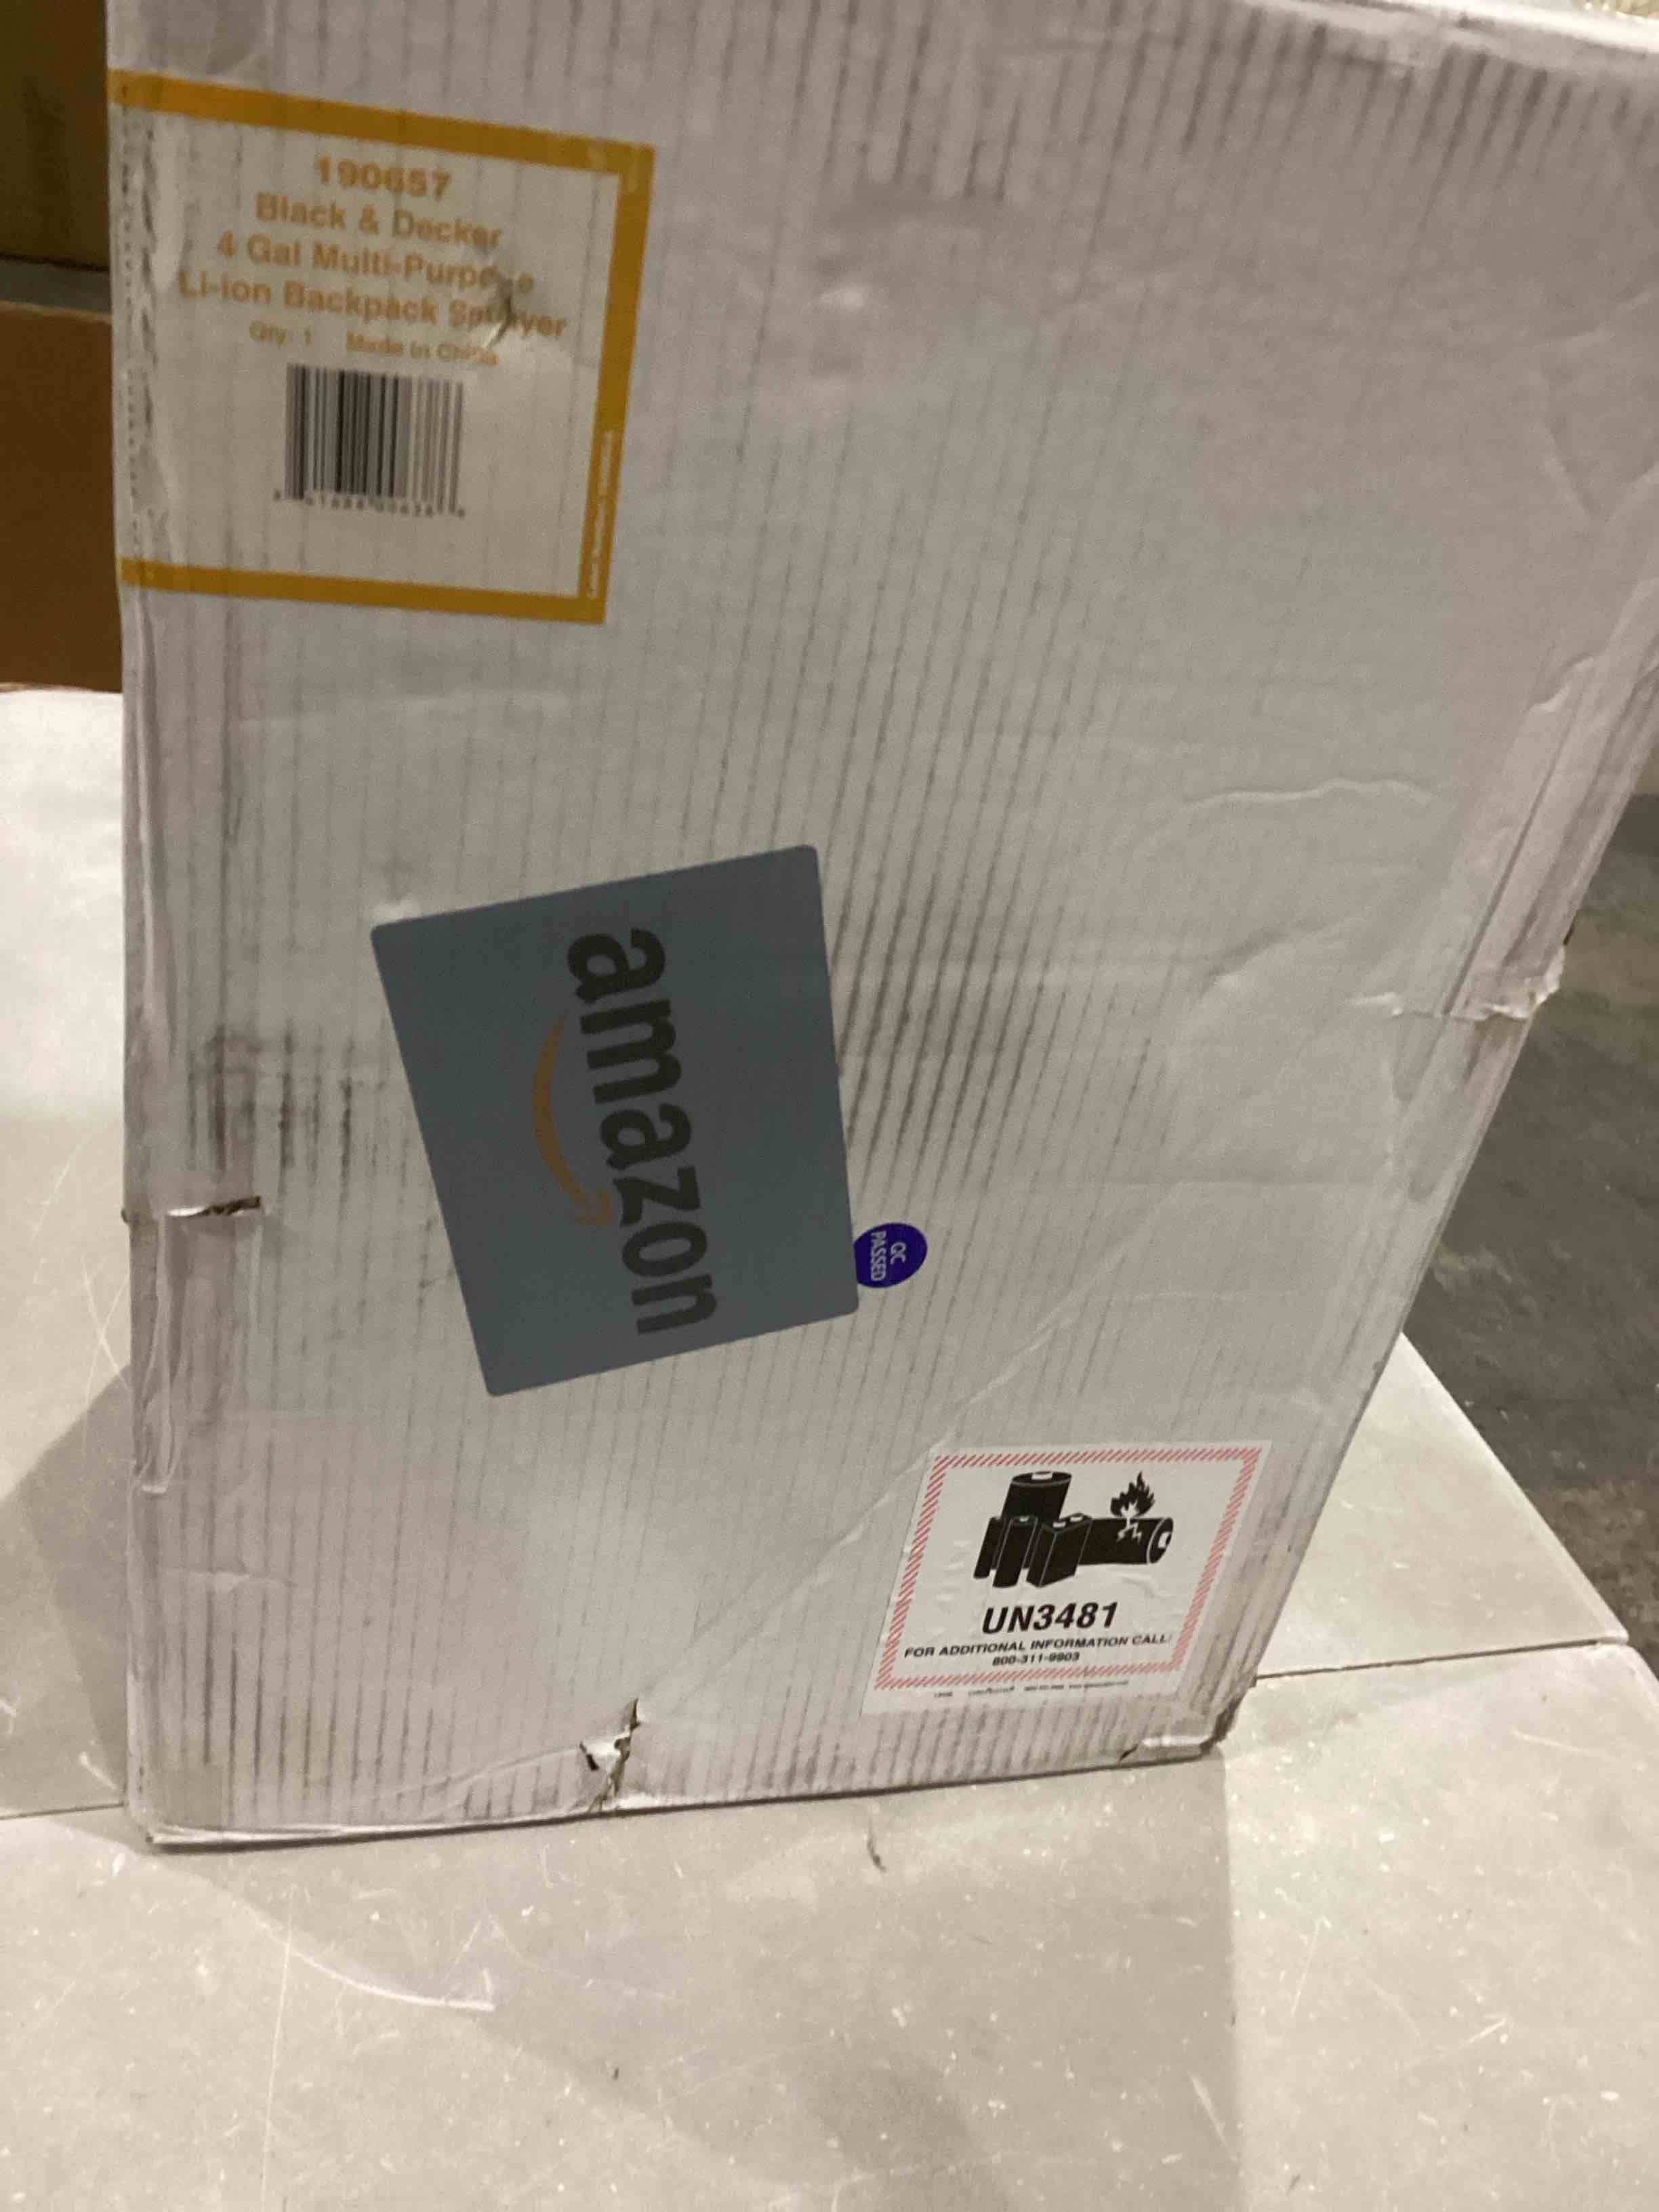 190657
Black & Decker
4 Gal Multi-Purpose
Li-ion Backpack Sprayer
Qty: 1 Made in China
amazon
QC
PASSED
UN3481
FOR ADDITIONAL INFORMATION CALL:
800-311-9903